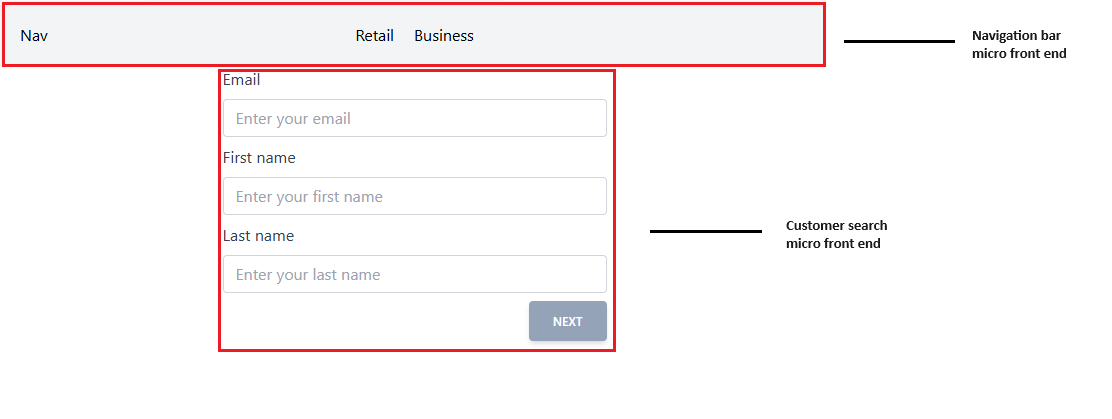 Nav Retail Business
Navigation bar
micro front end
Email
Enter your email
First name
Enter your first name
Last name
Enter your last name
NEXT
Customer search
micro front end